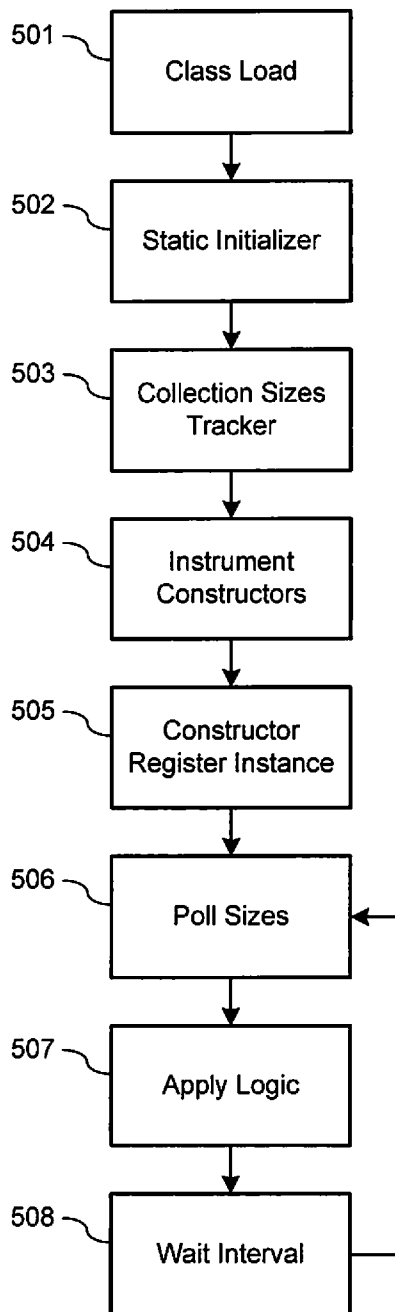 501
Class Load
502
Static Initializer
503
Collection Sizes
Tracker
504
Instrument
Constructors
505
Constructor
Register Instance
506
Poll Sizes
507
Apply Logic
508
Wait Interval